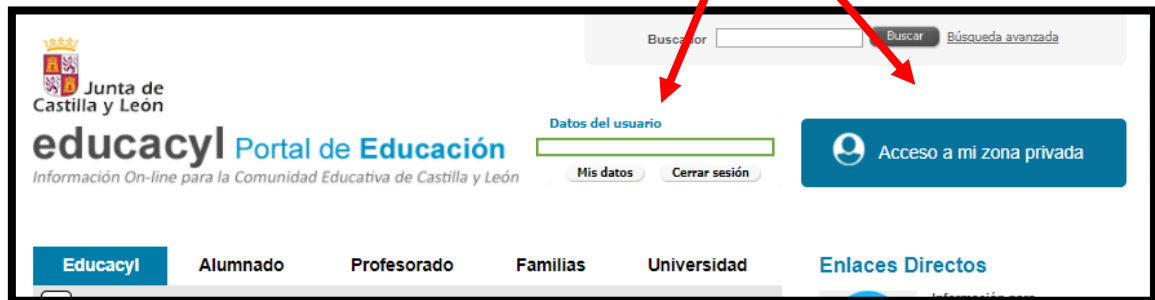 Buscador
Buscar
Búsqueda avanzada
Junta de
Castilla y León
educacyl Portal de Educación
Información On-line para la Comunidad Educativa de Castilla y León
Datos del usuario
Mis datos
Cerrar sesión
Acceso a mi zona privada
Educacyl
Alumnado
Profesorado
Familias
Universidad
Enlaces Directos
Información para